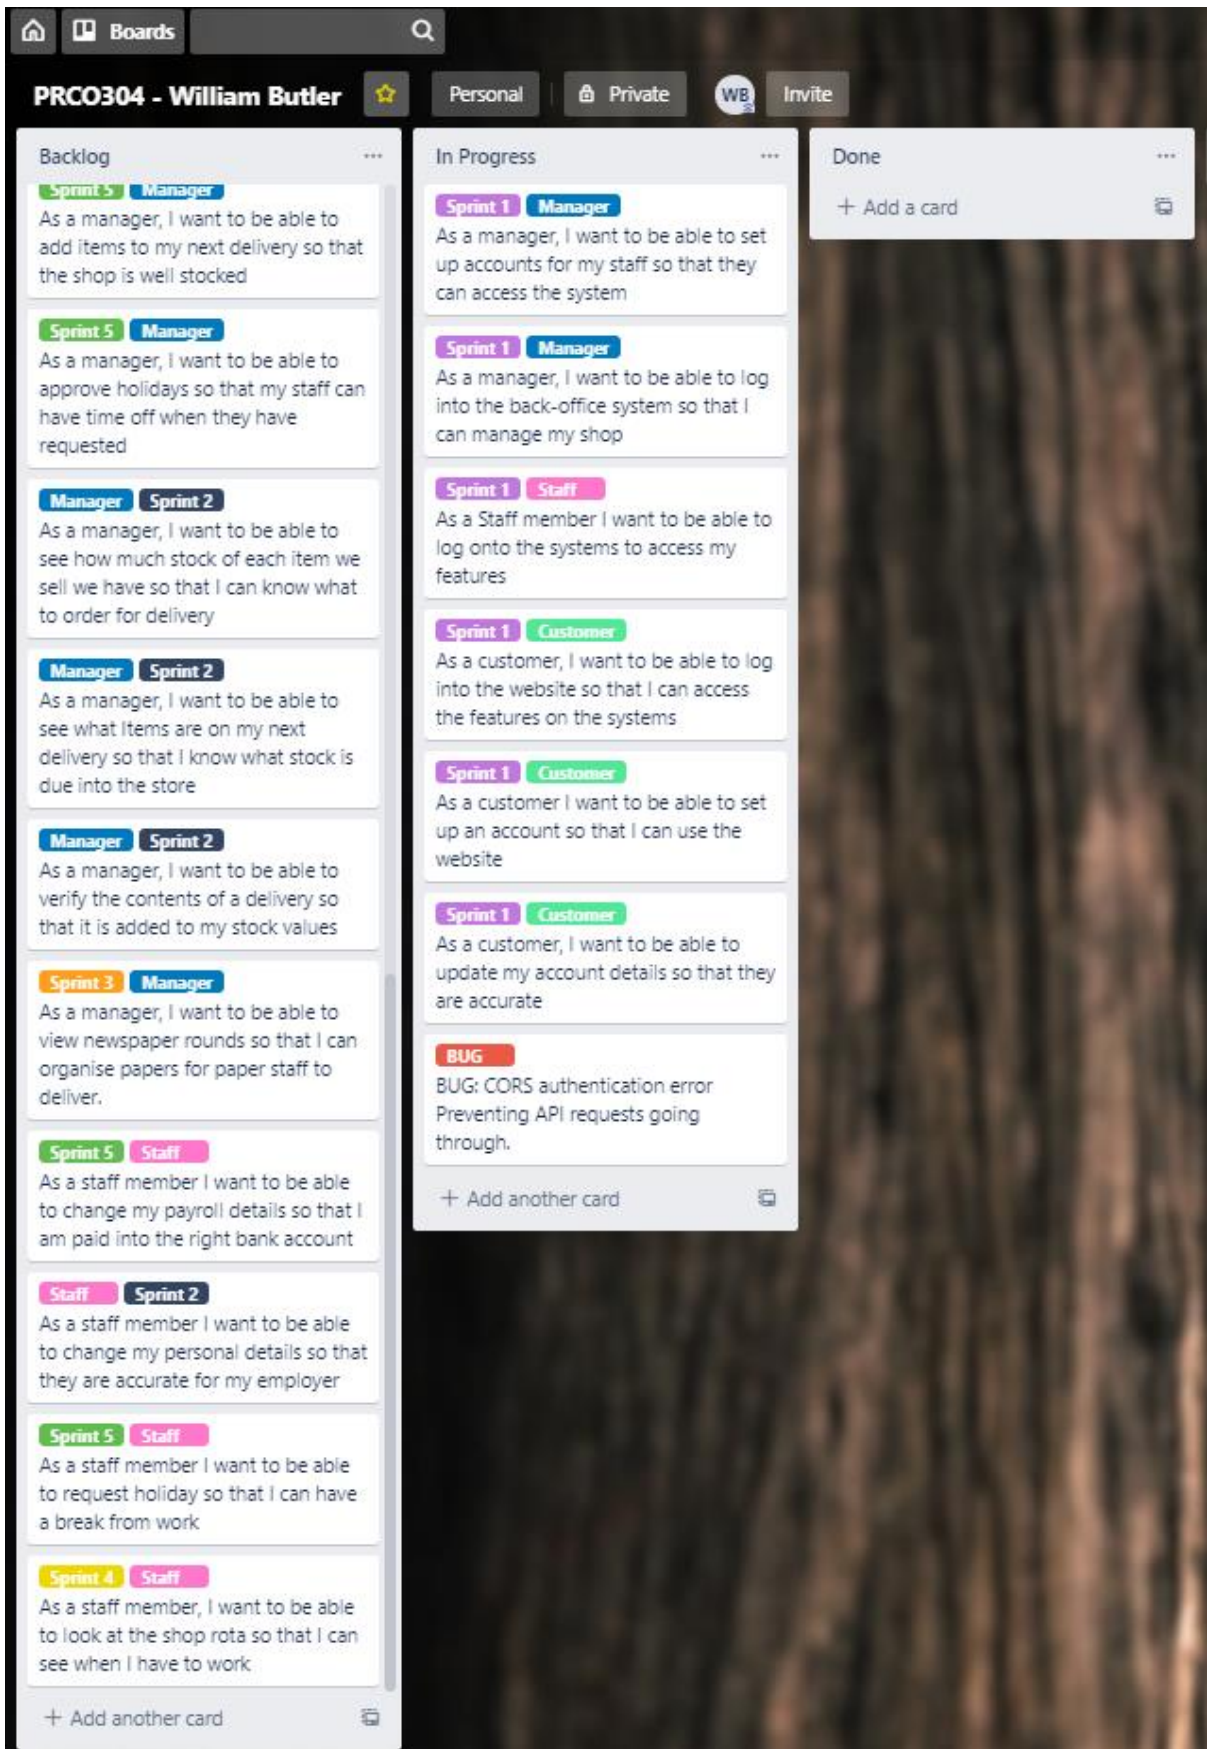 Boards
PRCO304 - William Butler
Personal
Private
WB
Invite
Backlog
Sprint 5 Manager
As a manager, I want to be able to
add items to my next delivery so that
the shop is well stocked
Sprint 5 Manager
As a manager, I want to be able to
approve holidays so that my staff can
have time off when they have
requested
Manager Sprint 2
As a manager, I want to be able to
see how much stock of each item we
sell we have so that I can know what
to order for delivery
Manager Sprint 2
As a manager, I want to be able to
see what Items are on my next
delivery so that I know what stock is
due into the store
Manager Sprint 2
As a manager, I want to be able to
verify the contents of a delivery so
that it is added to my stock values
Sprint 3 Manager
As a manager, I want to be able to
view newspaper rounds so that I can
organise papers for paper staff to
deliver.
Sprint 5 Staff
As a staff member I want to be able
to change my payroll details so that I
am paid into the right bank account
Staff Sprint 2
As a staff member I want to be able
to change my personal details so that
they are accurate for my employer
Sprint 5 Staff
As a staff member I want to be able
to request holiday so that I can have
a break from work
Sprint 4 Staff
As a staff member, I want to be able
to look at the shop rota so that I can
see when I have to work
+ Add another card
In Progress
Sprint 1 Manager
As a manager, I want to be able to set
up accounts for my staff so that they
can access the system
Sprint 1 Manager
As a manager, I want to be able to log
into the back-office system so that I
can manage my shop
Sprint 1 Staff
As a Staff member I want to be able to
log onto the systems to access my
features
Sprint 1 Customer
As a customer, I want to be able to log
into the website so that I can access
the features on the systems
Sprint 1 Customer
As a customer I want to be able to set
up an account so that I can use the
website
Sprint 1 Customer
As a customer, I want to be able to
update my account details so that they
are accurate
BUG
BUG: CORS authentication error
Preventing API requests going
through.
+ Add another card
Done
+ Add a card